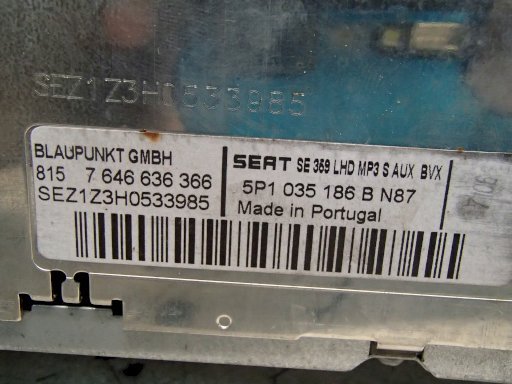 SEZ1Z3H0533985
BLAUPUNKT GMBH
815 7 646 636 366
SEZ1Z3H0533985
SEAT SE 359 LHD MP3 S AUX BVX
5P1 035 186 B N87
Made in Portugal